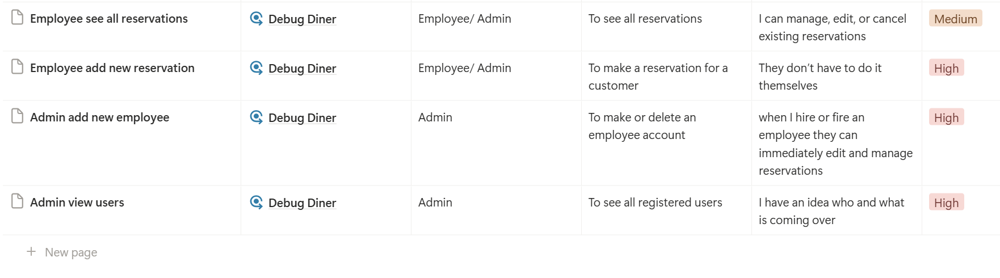 Employee see all reservations Debug Diner Employee/ Admin To see all reservations I can manage, edit, or cancel Medium
existing reservations
Employee add new reservation Debug Diner Employee/ Admin To make a reservation for a They don’t have to do it High
customer themselves
Admin add new employee Debug Diner Admin To make or delete an when I hire or fire an High
employee account employee they can
immediately edit and manage
reservations
Admin view users Debug Diner Admin To see all registered users I have an idea who and what High
is coming over
New page